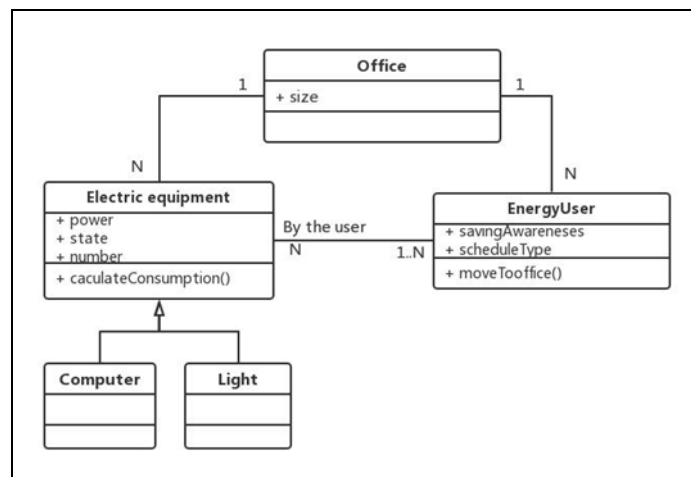 Office
+ size
1
1
N
N
Electric equipment
+ power
+ state
+ number
+ caculateConsumption()
By the user
N
1..N
EnergyUser
+ savingAwareneses
+ scheduleType
+ moveTooffice()
Computer
Light